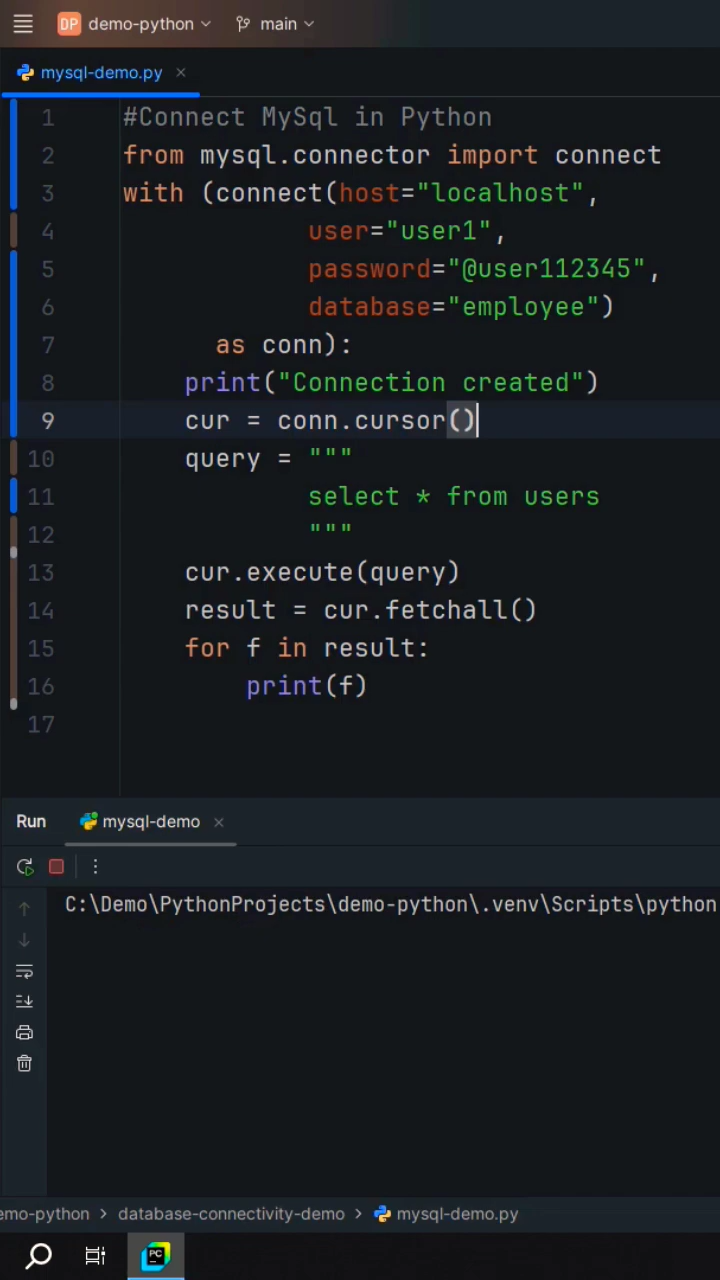 DP demo-python main
mysql-demo.py
1 #Connect MySql in Python
2 from mysql.connector import connect
3 with (connect(host="localhost",
4 user="user1",
5 password="@user112345",
6 database="employee")
7 as conn):
8 print("Connection created")
9 cur = conn.cursor()
10 query = """
11 select * from users
12 """
13 cur.execute(query)
14 result = cur.fetchall()
15 for f in result:
16 print(f)
17
Run mysql-demo
C:\Demo\PythonProjects\demo-python\.venv\Scripts\python
emo-python > database-connectivity-demo > mysql-demo.py
PC